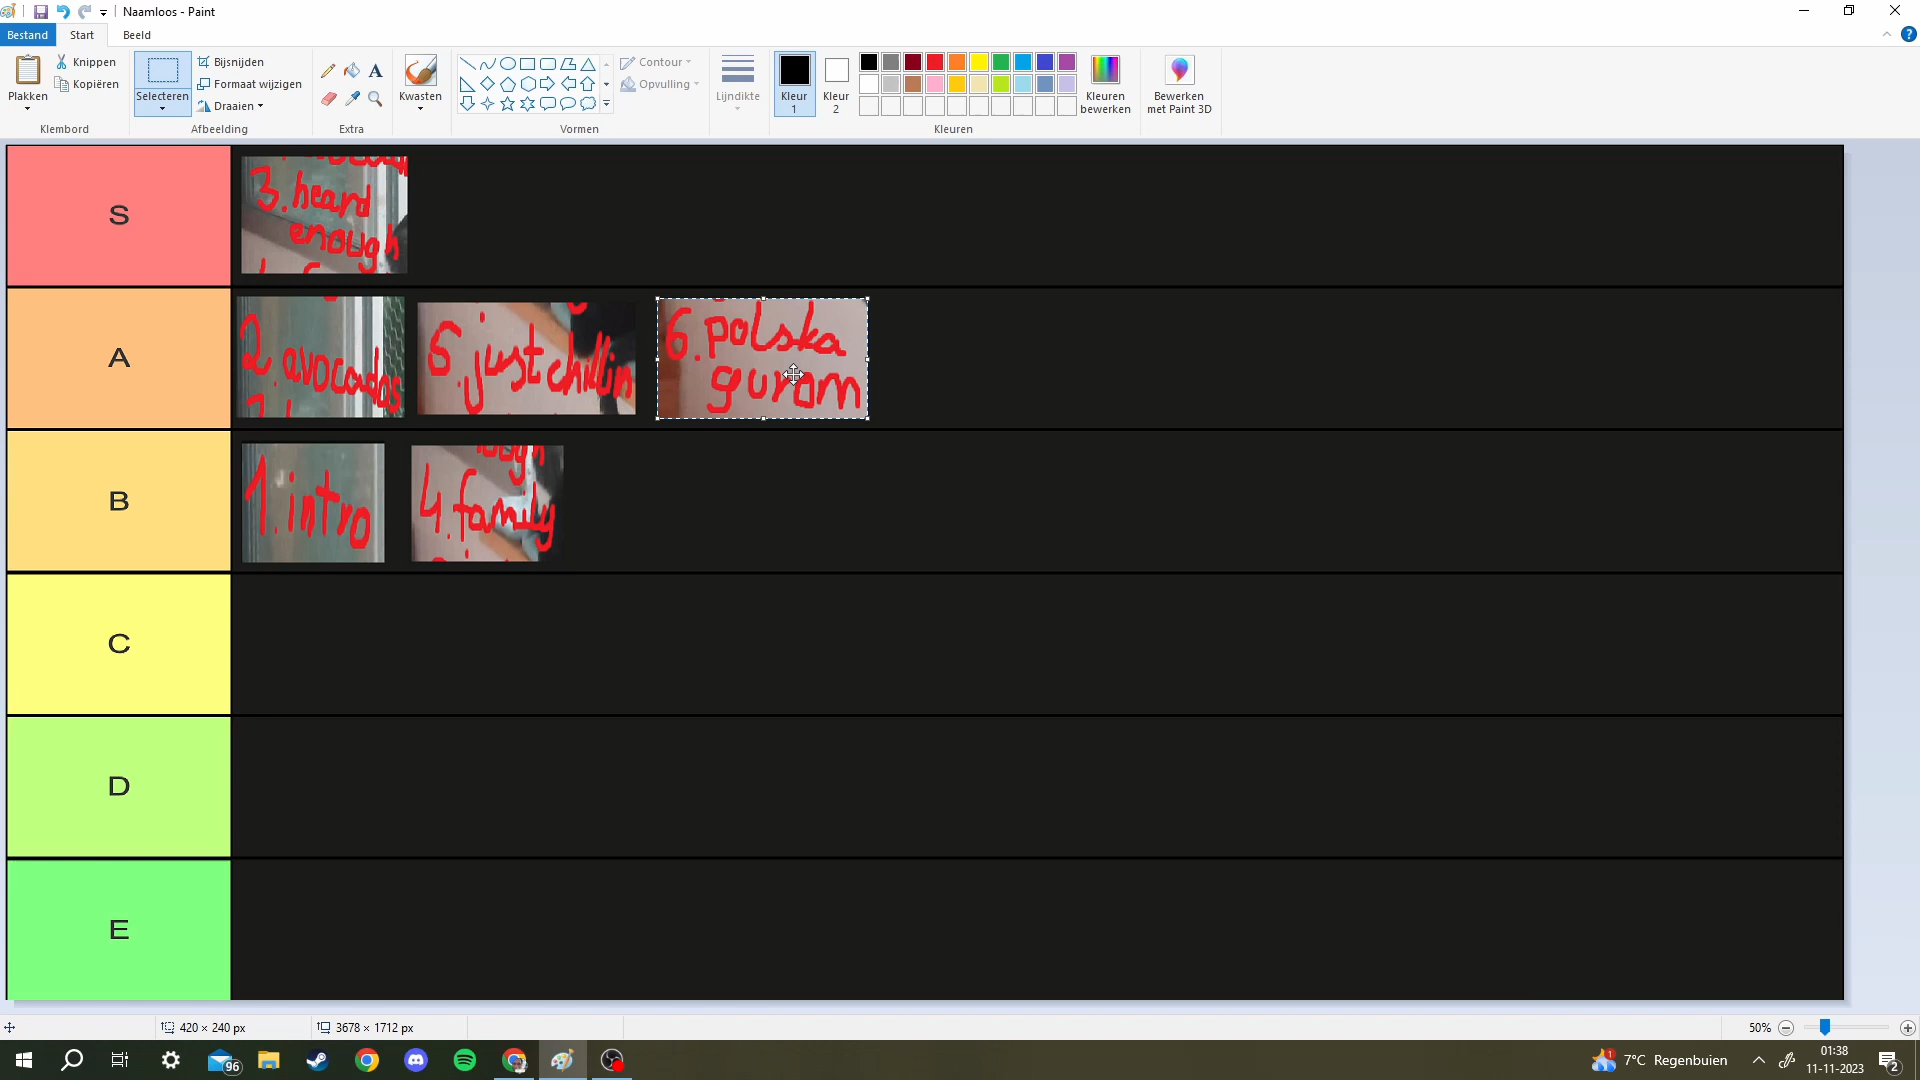 Naamloos - Paint
Bestand Start Beeld
Plakken
Knippen
Kopiëren
Klembord
Selecteren
Bijsnijden
Formaat wijzigen
Draaien
Afbeelding
A
Extra
Kwasten
Contour
Opvulling
Vormen
Lijndikte
Kleur
1
Kleur
2
Kleuren
bewerken
Kleuren
Bewerken
met Paint 3D
S
3. heard
enough
A
2. avocados
5. just chillin
6. polska
gurom
B
1. intro
4. family
C
D
E
420 × 240 px
3678 × 1712 px
50%
96
7°C Regenbuien
01:38
11-11-2023
2